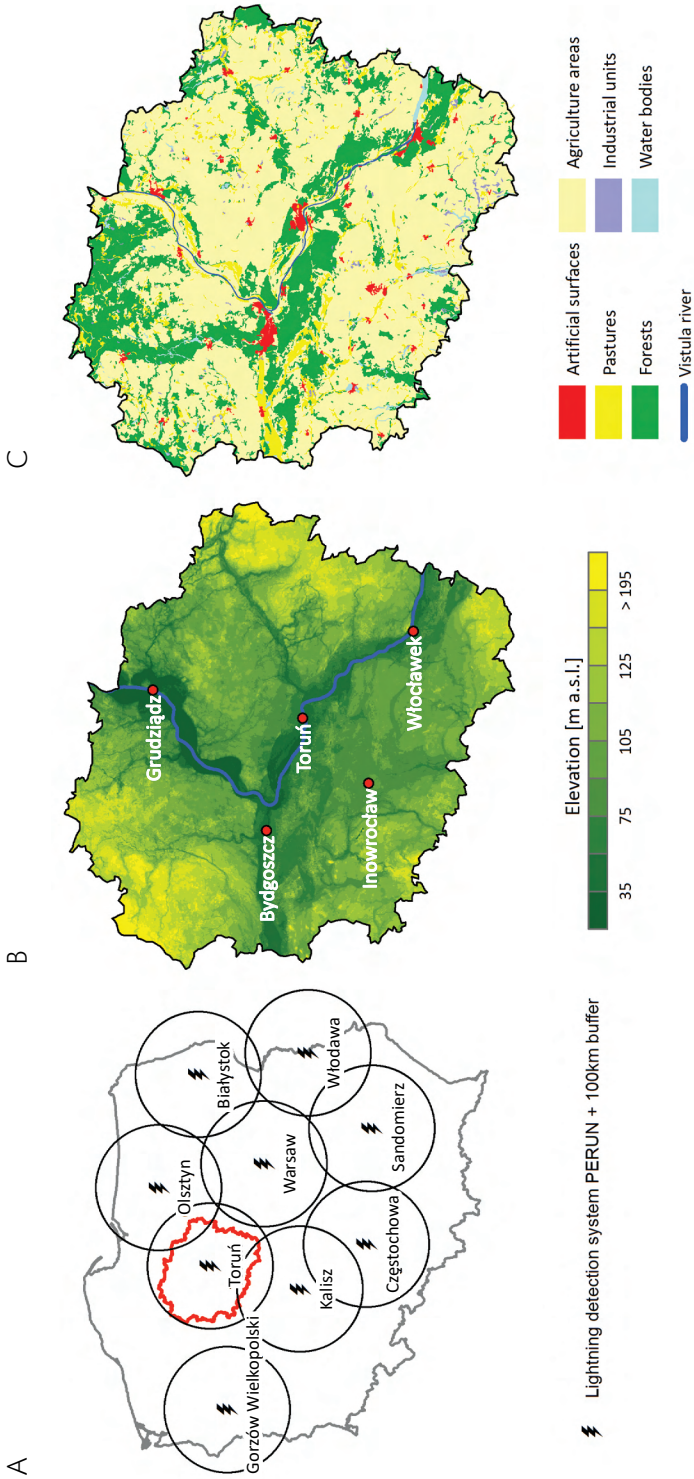 A
Olsztyn
Białystok
Toruń
Warsaw
Gorzów Wielkopolski
Kalisz
Włodawa
Częstochowa
Sandomierz
Lightning detection system PERUN + 100km buffer
B
Grudziądz
Bydgoszcz
Toruń
Inowrocław
Włocławek
Elevation [m a.s.l.]
35 75 105 125 > 195
C
Artificial surfaces
Pastures
Forests
Vistula river
Agriculture areas
Industrial units
Water bodies